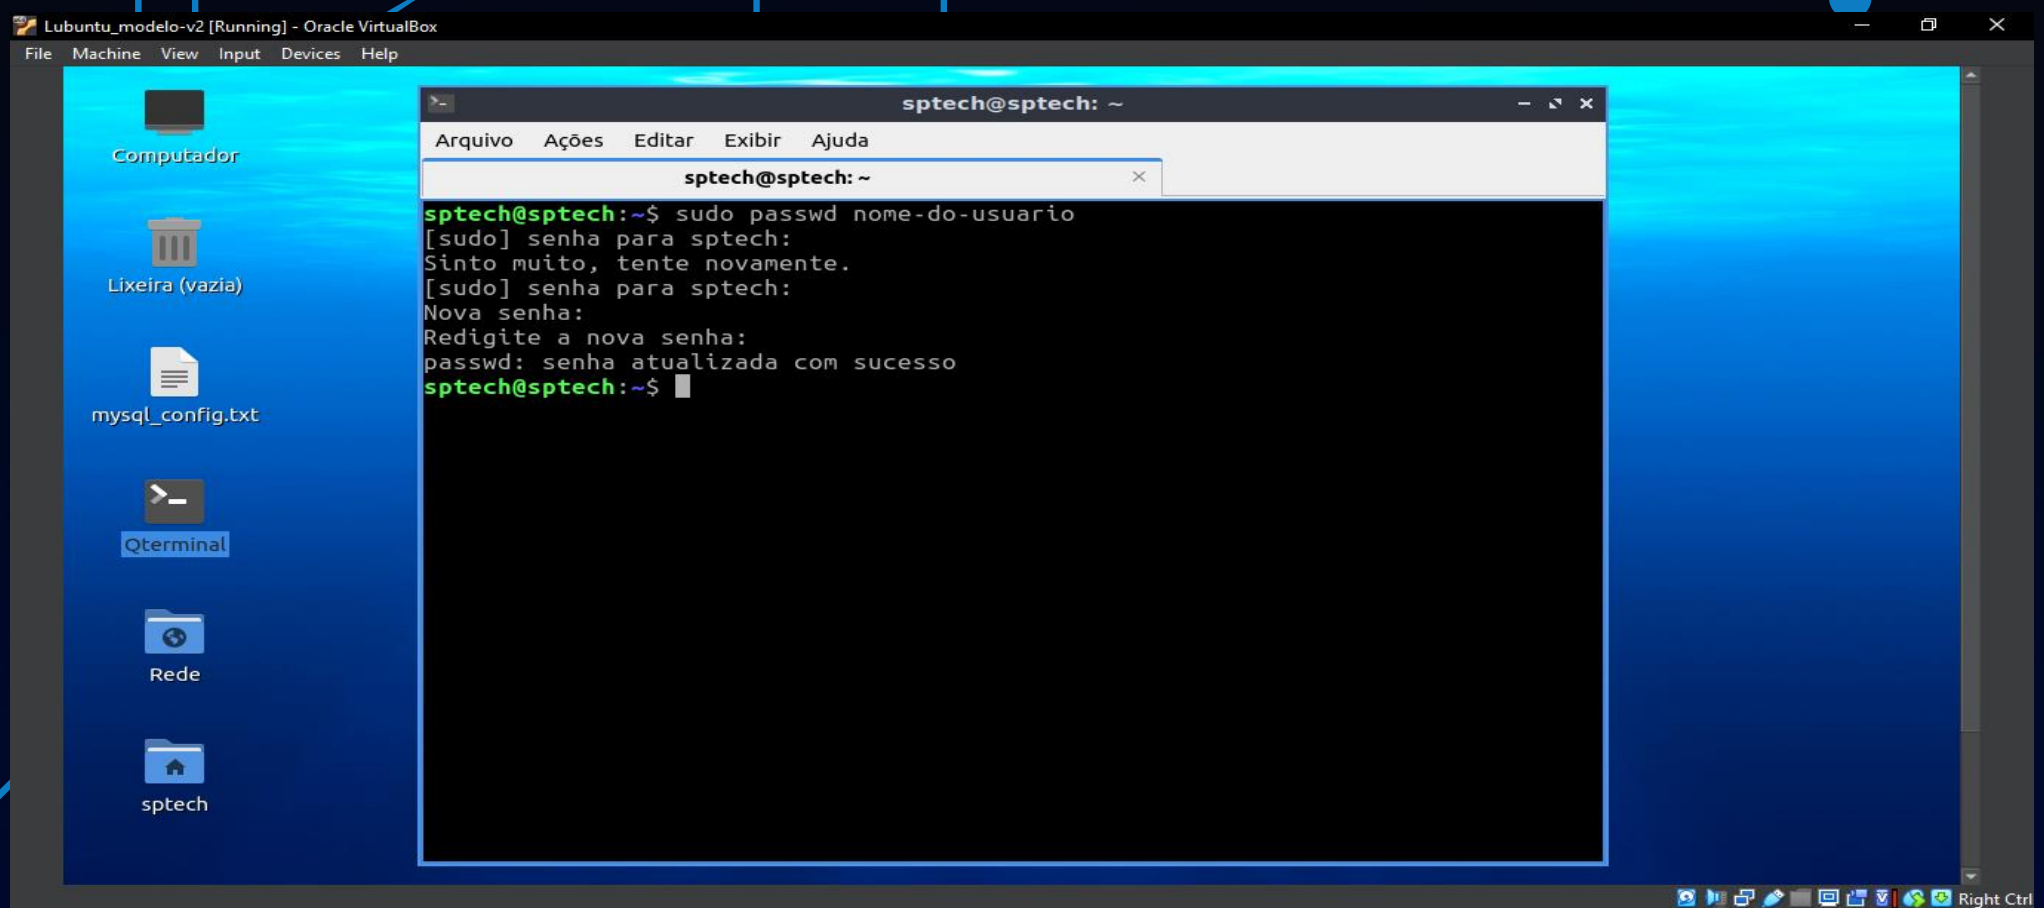 Lubuntu_modelo-v2 [Running] - Oracle VirtualBox
File Machine View Input Devices Help
Computador
Lixeira (vazia)
mysql_config.txt
Qterminal
Rede
sptech
sptech@sptech: ~
Arquivo Ações Editar Exibir Ajuda
sptech@sptech: ~
sptech@sptech:~$ sudo passwd nome-do-usuario
[sudo] senha para sptech:
Sinto muito, tente novamente.
[sudo] senha para sptech:
Nova senha:
Redigite a nova senha:
passwd: senha atualizada com sucesso
sptech@sptech:~$
Right Ctrl